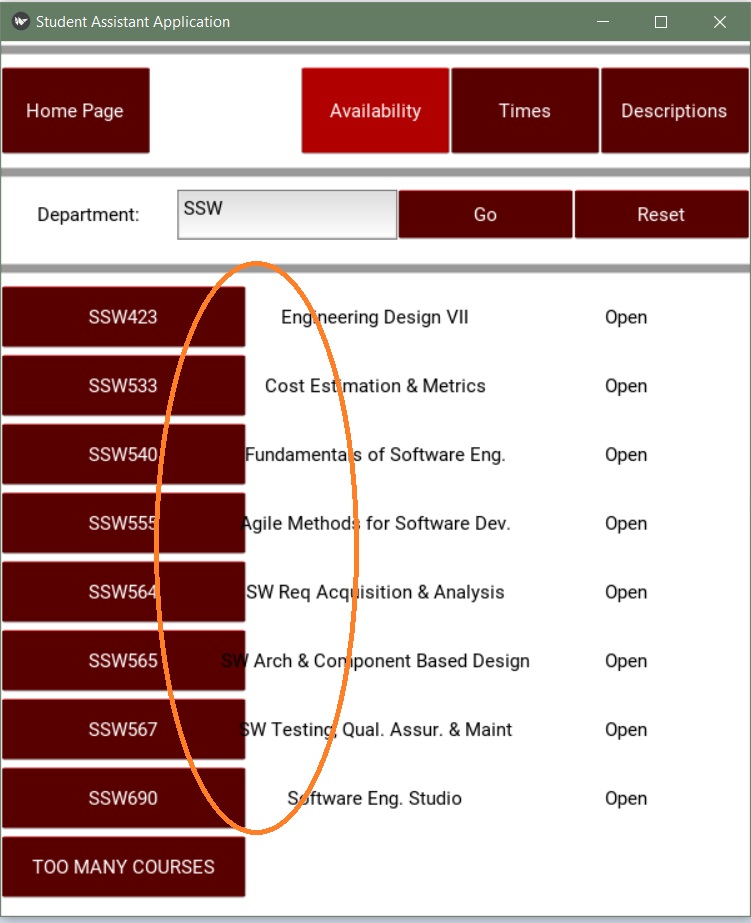 Student Assistant Application
Home Page Availability Times Descriptions
Department: SSW Go Reset
SSW423 Engineering Design VII Open
SSW533 Cost Estimation & Metrics Open
SSW540 Fundamentals of Software Eng. Open
SSW555 Agile Methods for Software Dev. Open
SSW564 SW Req Acquisition & Analysis Open
SSW565 SW Arch & Component Based Design Open
SSW567 SW Testing, Qual. Assur. & Maint Open
SSW690 Software Eng. Studio Open
TOO MANY COURSES